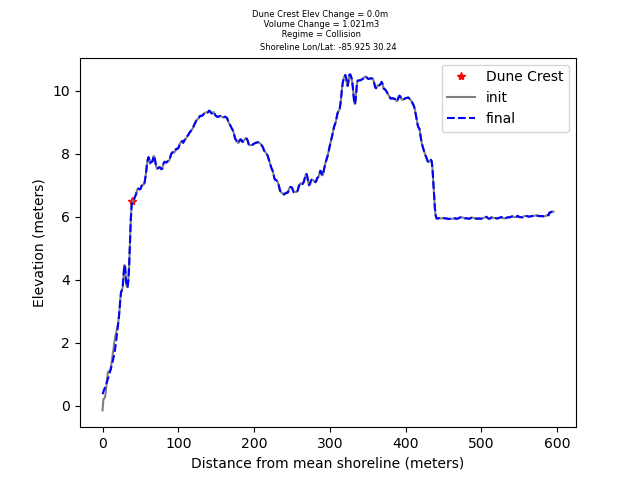 Dune Crest Elev Change = 0.0m
Volume Change = 1.021m3
Regime = Collision
Shoreline Lon/Lat: -85.925 30.24
Dune Crest
init
final
10
8
6
4
2
0
Elevation (meters)
0 100 200 300 400 500 600
Distance from mean shoreline (meters)